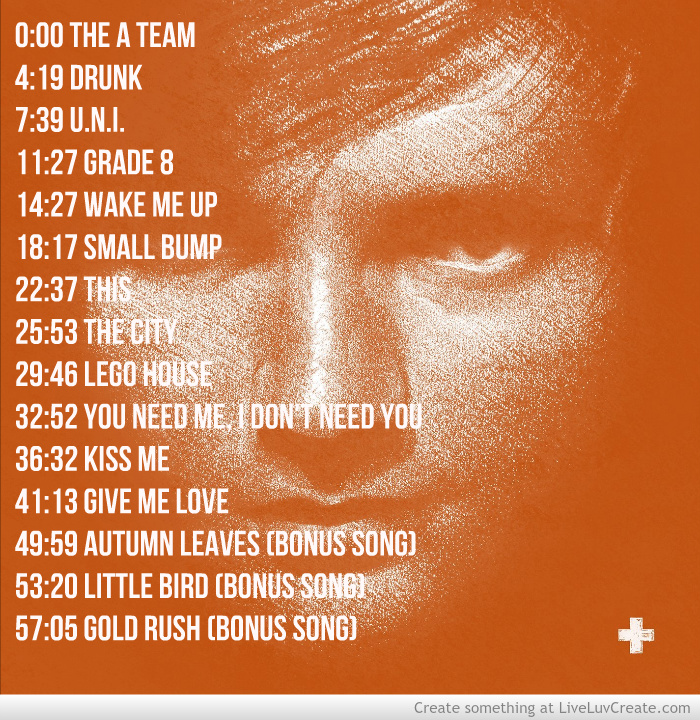 0:00 THE A TEAM
4:19 DRUNK
7:39 U.N.I.
11:27 GRADE 8
14:27 WAKE ME UP
18:17 SMALL BUMP
22:37 THIS
25:53 THE CITY
29:46 LEGO HOUSE
32:52 YOU NEED ME, I DON'T NEED YOU
36:32 KISS ME
41:13 GIVE ME LOVE
49:59 AUTUMN LEAVES (BONUS SONG)
53:20 LITTLE BIRD (BONUS SONG)
57:05 GOLD RUSH (BONUS SONG)
Create something at LiveLuvCreate.com